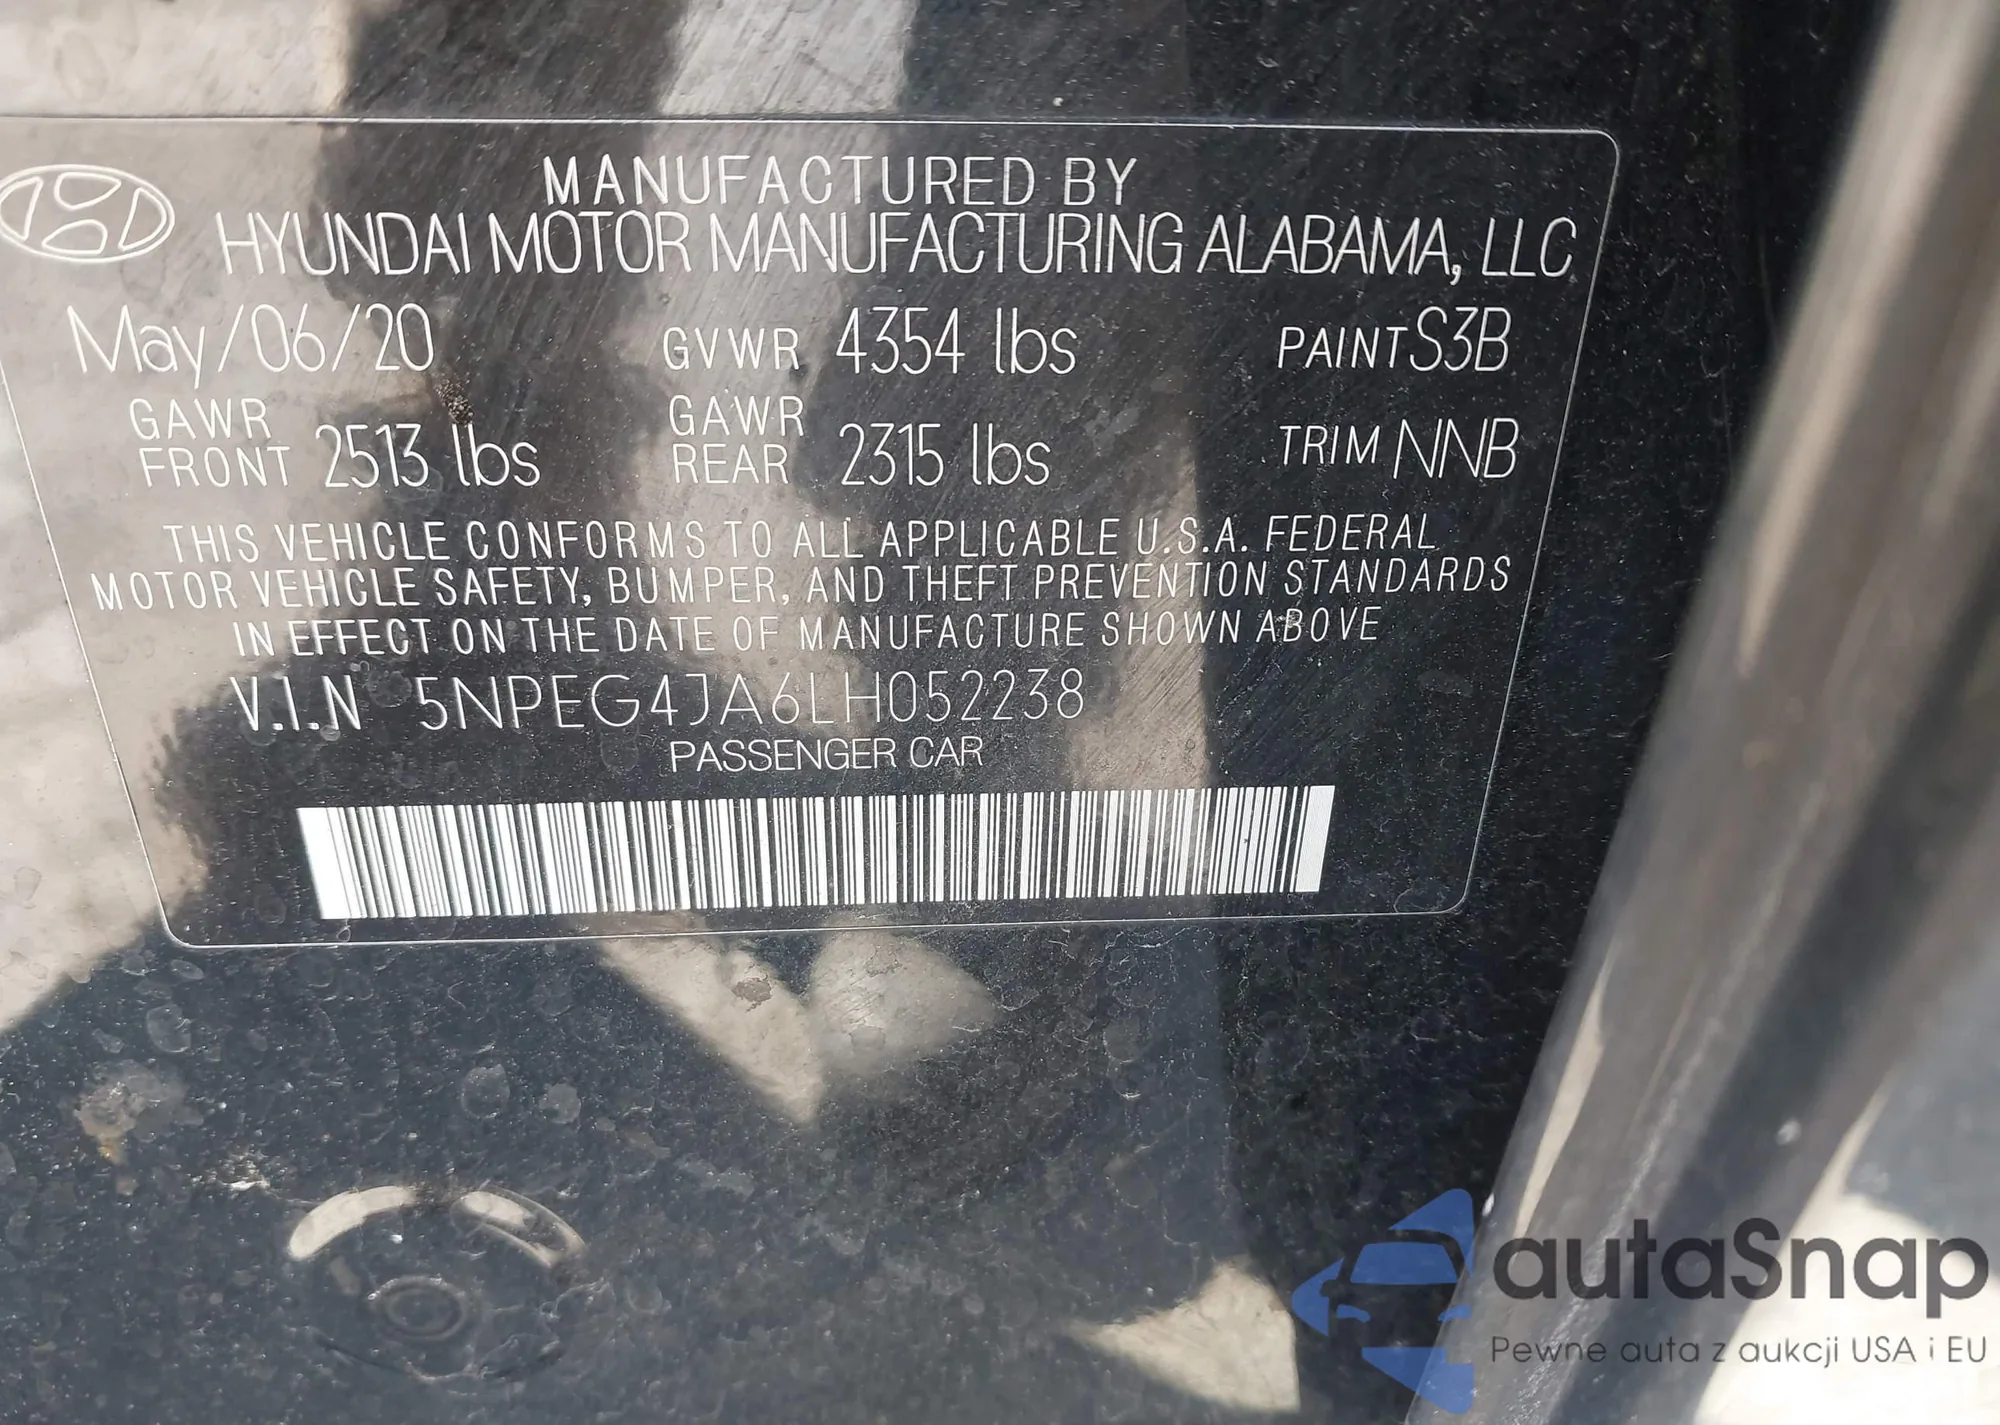 MANUFACTURED BY
HYUNDAI MOTOR MANUFACTURING ALABAMA, LLC
May/06/20 GVWR 4354 lbs PAINT S3B
GAWR FRONT 2513 lbs GAWR REAR 2315 lbs TRIM NNB
THIS VEHICLE CONFORMS TO ALL APPLICABLE U.S.A. FEDERAL
MOTOR VEHICLE SAFETY, BUMPER, AND THEFT PREVENTION STANDARDS
IN EFFECT ON THE DATE OF MANUFACTURE SHOWN ABOVE
V.I.N 5NPEG4JA6LH052238
PASSENGER CAR
autaSnap
Pewne auta z aukcji USA i EU